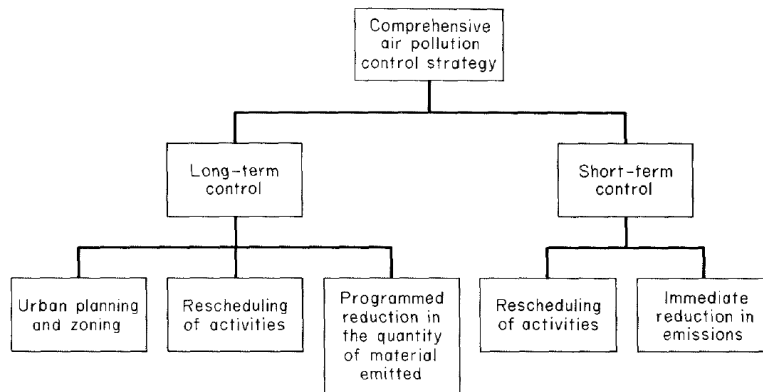 Comprehensive
air pollution
control strategy
Long-term
control
Short-term
control
Urban planning
and zoning
Rescheduling
of activities
Programmed
reduction in
the quantity
of material
emitted
Rescheduling
of activities
Immediate
reduction in
emissions